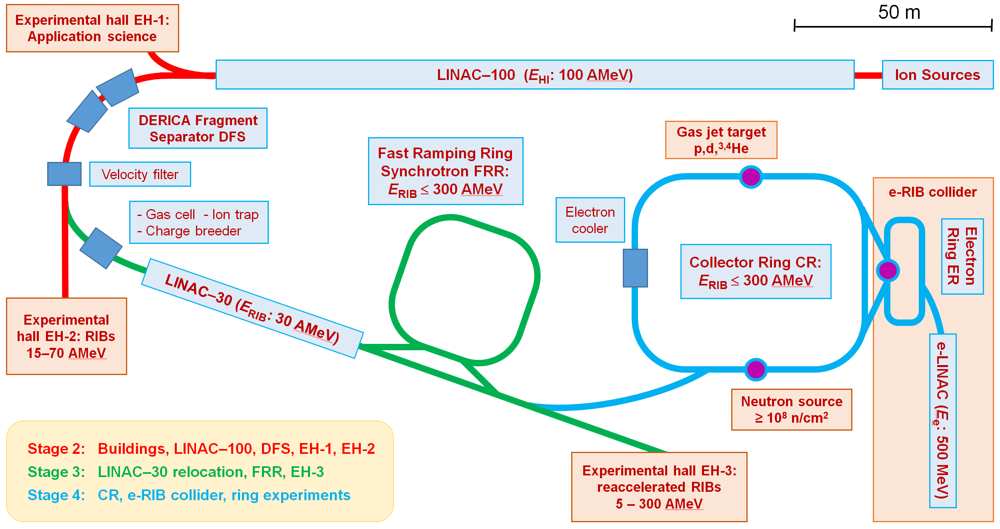 Experimental hall EH-1:
Application science
50 m
LINAC–100 (EHI: 100 AMeV)
Ion Sources
DERICA Fragment
Separator DFS
Velocity filter
- Gas cell - Ion trap
- Charge breeder
Fast Ramping Ring
Synchrotron FRR:
ERIB ≤ 300 AMeV
Gas jet target
p,d,3,4He
Electron
cooler
Collector Ring CR:
ERIB ≤ 300 AMeV
e-RIB collider
Electron
Ring ER
LINAC–30 (ERIB: 30 AMeV)
Experimental
hall EH-2: RIBs
15–70 AMeV
e-LINAC (Ee: 500 MeV)
Neutron source
≥ 10⁸ n/cm²
Stage 2: Buildings, LINAC–100, DFS, EH-1, EH-2
Stage 3: LINAC–30 relocation, FRR, EH-3
Stage 4: CR, e-RIB collider, ring experiments
Experimental hall EH-3:
reaccelerated RIBs
5 – 300 AMeV